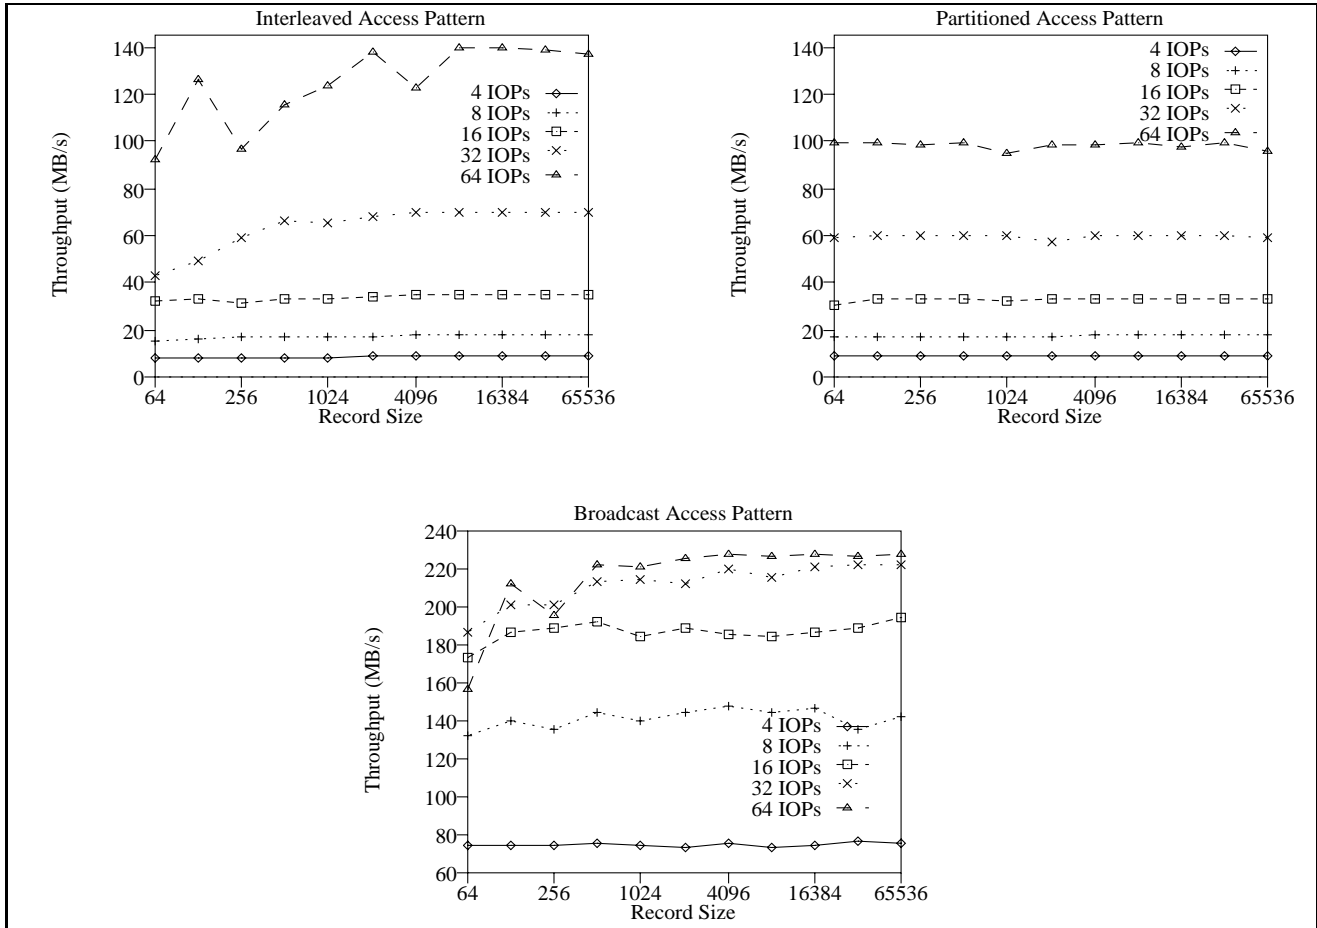 Interleaved Access Pattern
Throughput (MB/s)
140
120
100
80
60
40
20
0
64
256
1024
4096
16384
65536
Record Size
4 IOPs
8 IOPs
16 IOPs
32 IOPs
64 IOPs
Partitioned Access Pattern
Throughput (MB/s)
140
120
100
80
60
40
20
0
64
256
1024
4096
16384
65536
Record Size
4 IOPs
8 IOPs
16 IOPs
32 IOPs
64 IOPs
Broadcast Access Pattern
Throughput (MB/s)
240
220
200
180
160
140
120
100
80
60
64
256
1024
4096
16384
65536
Record Size
4 IOPs
8 IOPs
16 IOPs
32 IOPs
64 IOPs